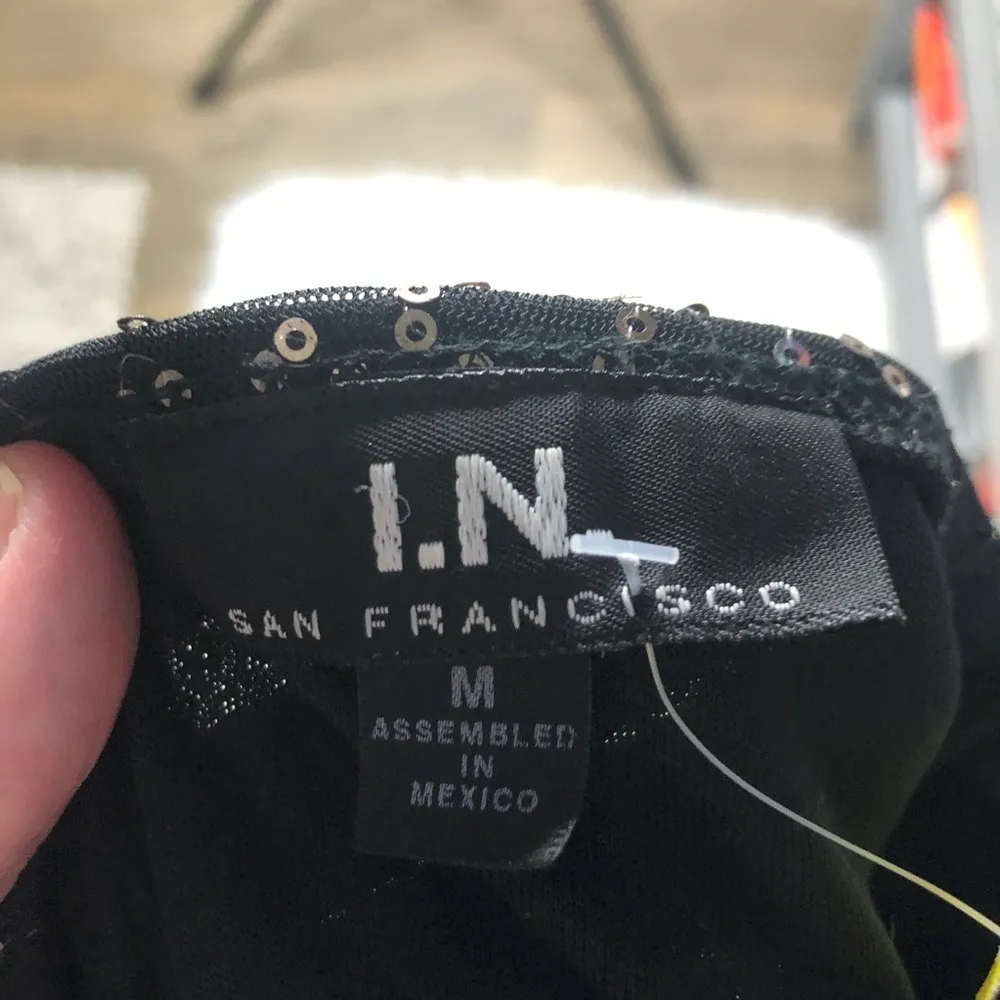 I.N.
SAN FRANCISCO
M
ASSEMBLED
IN
MEXICO